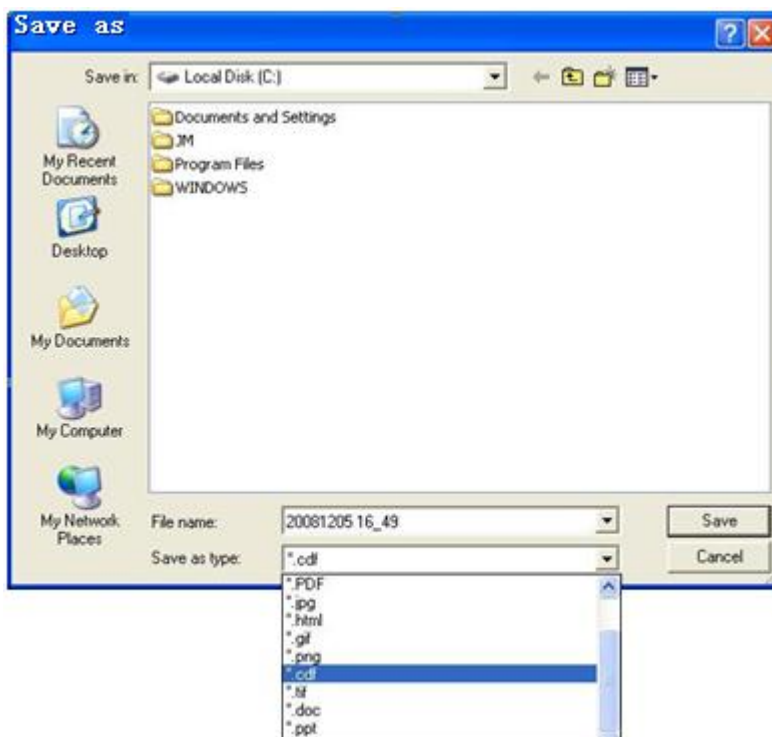 Save as
?
Save in: Local Disk (C:)
My Recent Documents
Desktop
My Documents
My Computer
My Network Places
Documents and Settings
JM
Program Files
WINDOWS
File name: 20081205 16_49 Save
Save as type: *.cdf Cancel
*.PDF
*.jpg
*.html
*.gif
*.png
*.cdf
*.tif
*.doc
*.ppt